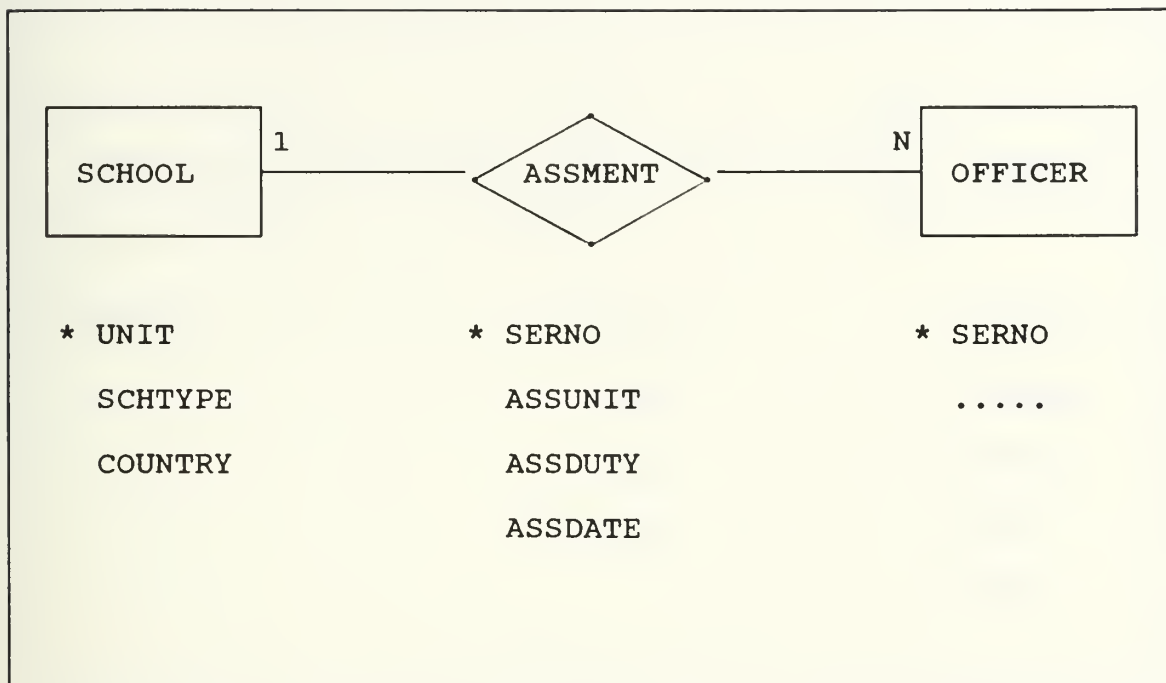 1 N
SCHOOL ASSMENT OFFICER
* UNIT * SERNO * SERNO
SCHTYPE ASSUNIT .....
COUNTRY ASSDUTY
ASSDATE